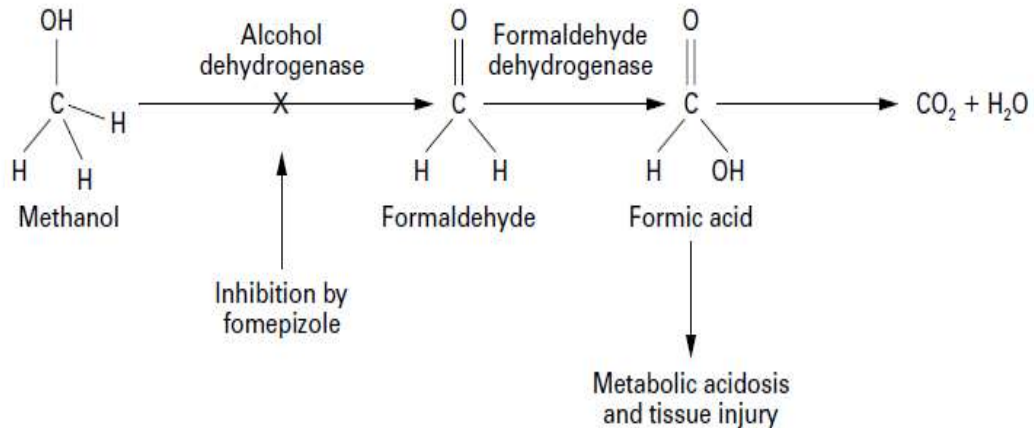 OH
C
H
H
H
Methanol
Alcohol
dehydrogenase
X
Inhibition by
fomepizole
O
C
H
H
Formaldehyde
Formaldehyde
dehydrogenase
O
C
H
OH
Formic acid
Metabolic acidosis
and tissue injury
CO₂ + H₂O